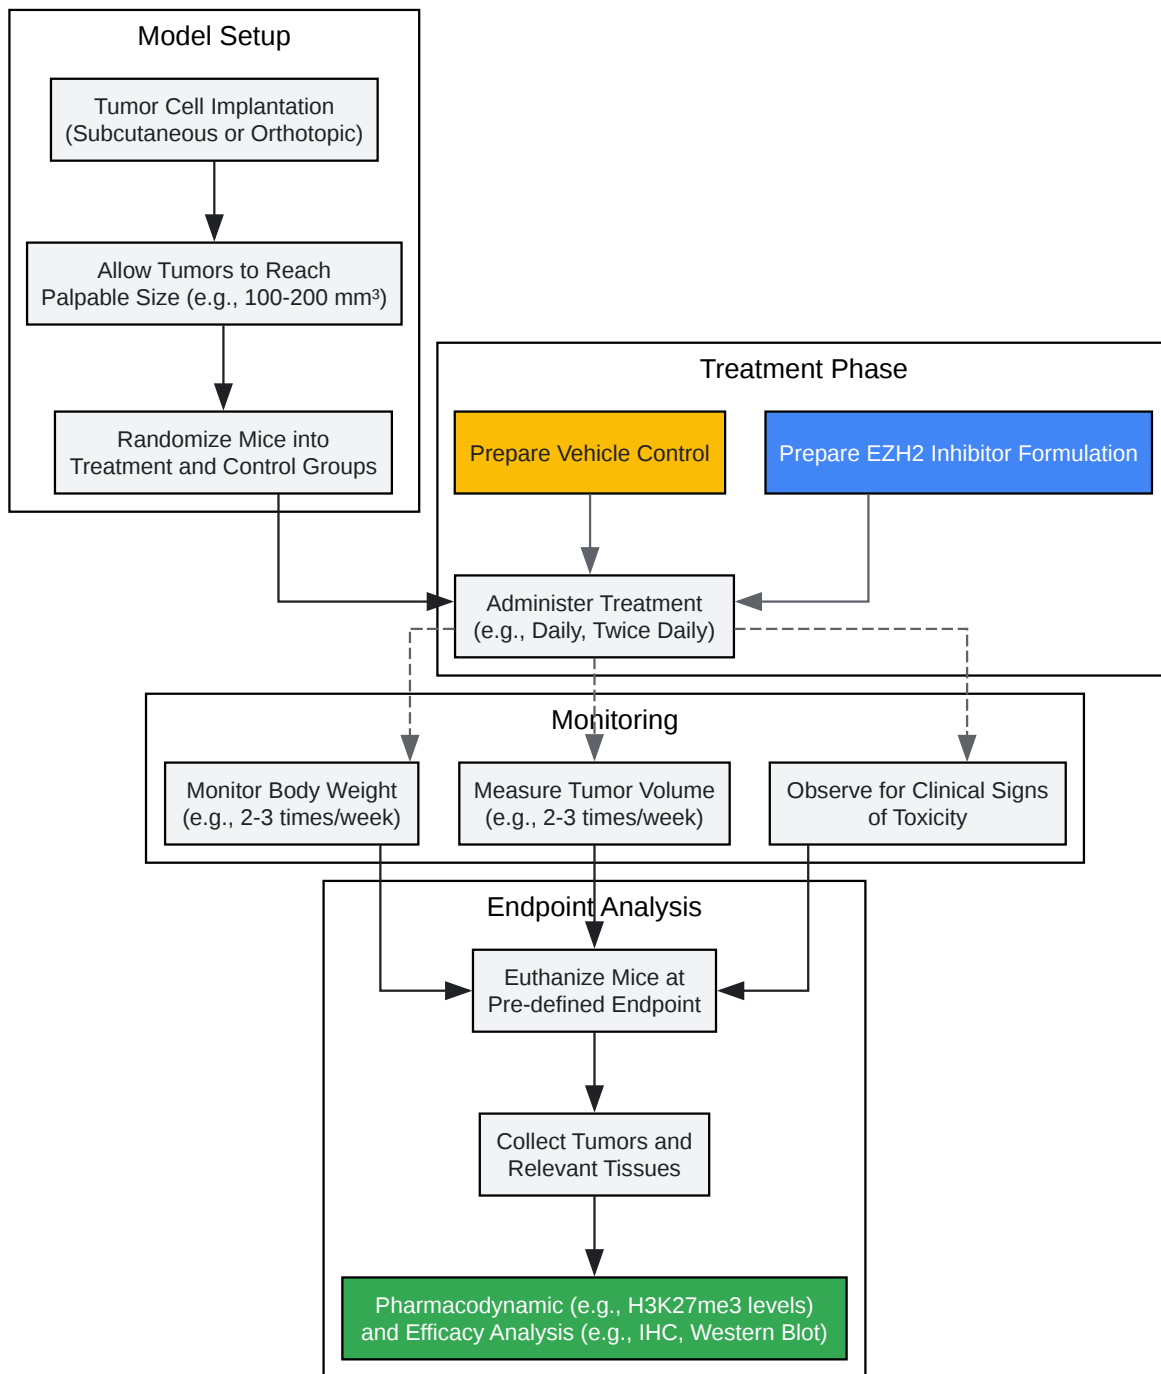 Model Setup
Tumor Cell Implantation
(Subcutaneous or Orthotopic)
Allow Tumors to Reach
Palpable Size (e.g., 100-200 mm³)
Randomize Mice into
Treatment and Control Groups
Treatment Phase
Prepare Vehicle Control
Prepare EZH2 Inhibitor Formulation
Administer Treatment
(e.g., Daily, Twice Daily)
Monitoring
Monitor Body Weight
(e.g., 2-3 times/week)
Measure Tumor Volume
(e.g., 2-3 times/week)
Observe for Clinical Signs
of Toxicity
Endpoint Analysis
Euthanize Mice at
Pre-defined Endpoint
Collect Tumors and
Relevant Tissues
Pharmacodynamic (e.g., H3K27me3 levels)
and Efficacy Analysis (e.g., IHC, Western Blot)